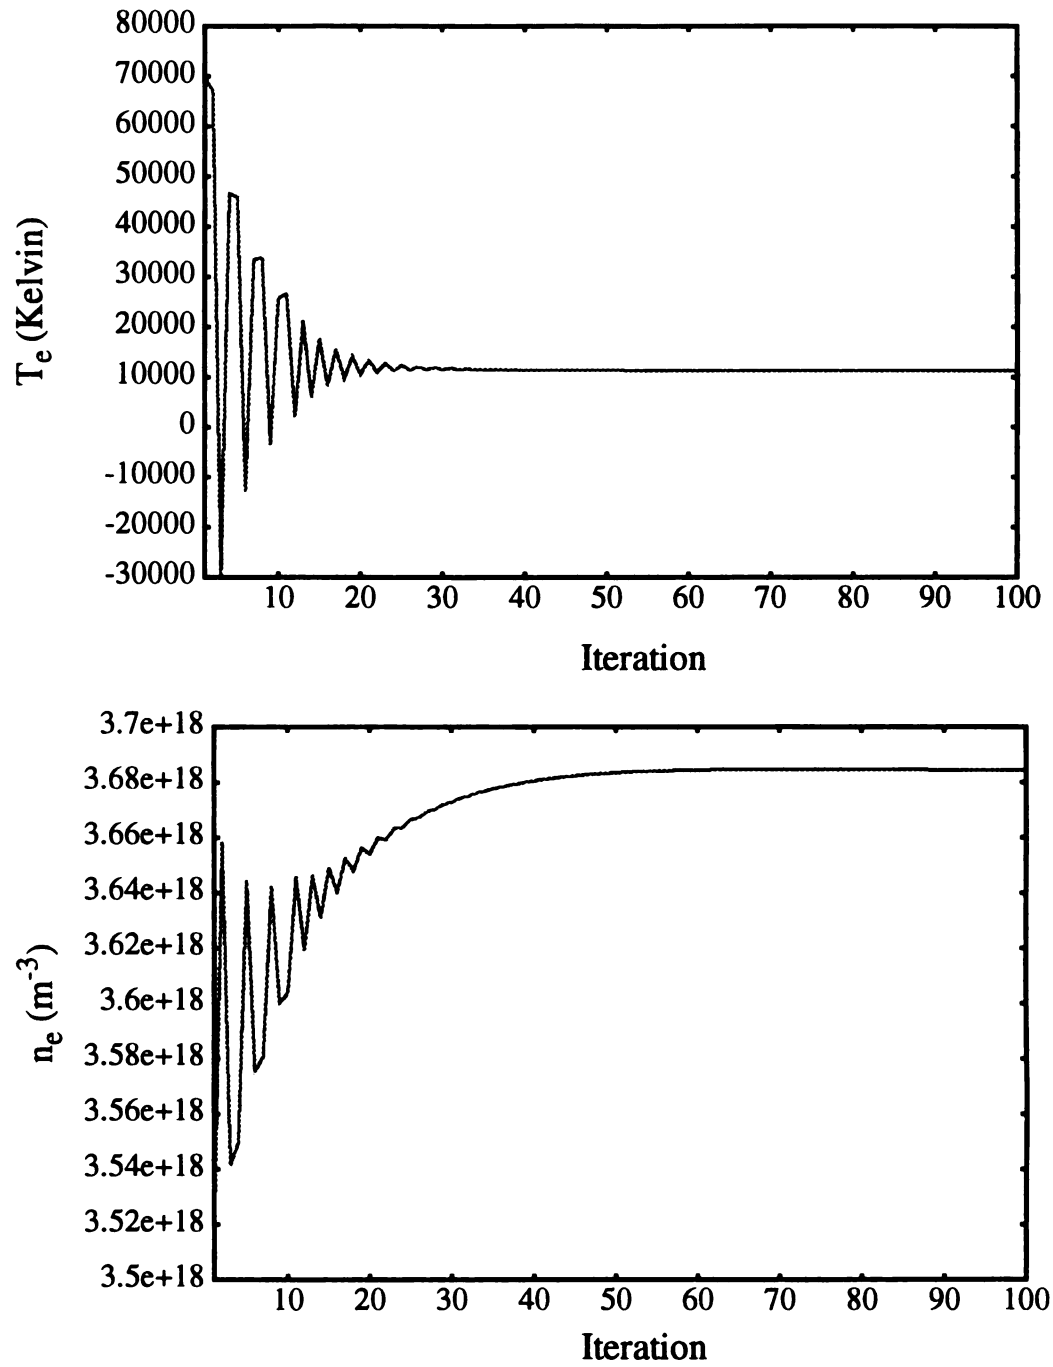 80000
70000
60000
50000
40000
30000
20000
10000
0
-10000
-20000
-30000
T_e (Kelvin)
10 20 30 40 50 60 70 80 90 100
Iteration
3.7e+18
3.68e+18
3.66e+18
3.64e+18
3.62e+18
3.6e+18
3.58e+18
3.56e+18
3.54e+18
3.52e+18
3.5e+18
n_e (m^-3)
10 20 30 40 50 60 70 80 90 100
Iteration